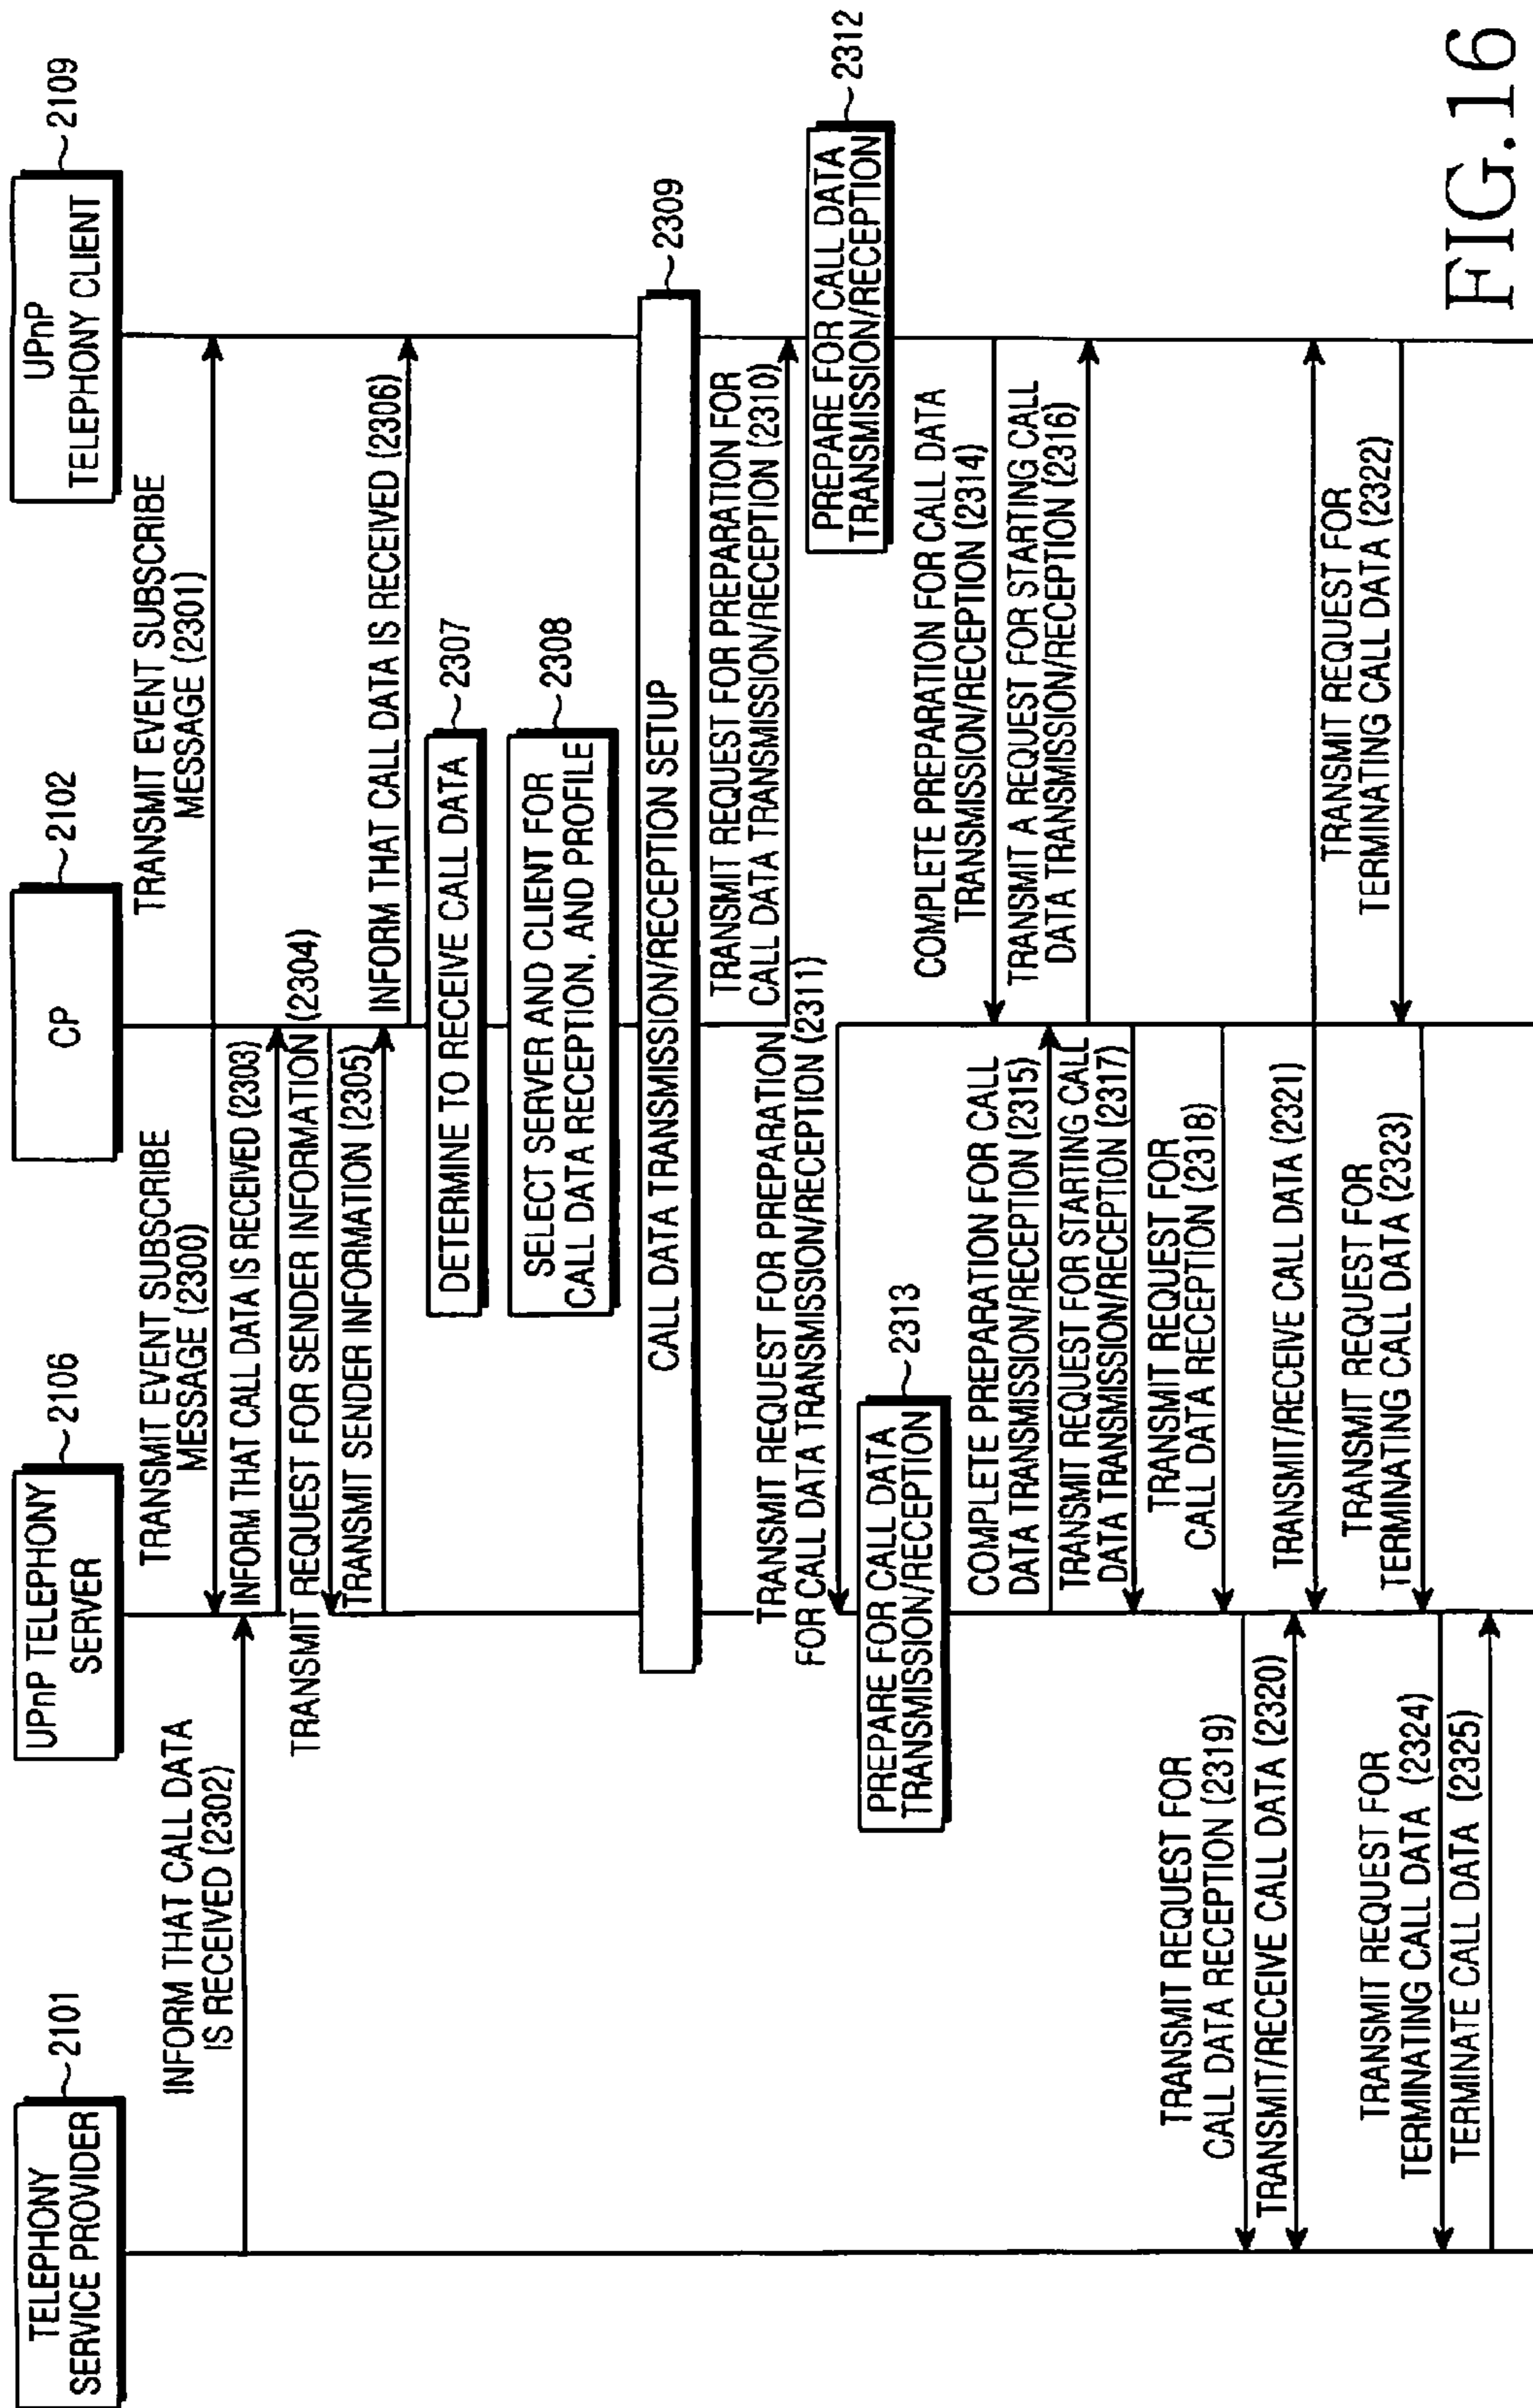 TELEPHONY
SERVICE PROVIDER
2101
UPnP TELEPHONY
SERVER
2106
CP
2102
UPnP
TELEPHONY CLIENT
2109
TRANSMIT EVENT SUBSCRIBE
MESSAGE (2300)
TRANSMIT EVENT SUBSCRIBE
MESSAGE (2301)
INFORM THAT CALL DATA
IS RECEIVED (2302)
INFORM THAT CALL DATA IS RECEIVED (2303)
TRANSMIT REQUEST FOR SENDER INFORMATION (2304)
TRANSMIT SENDER INFORMATION (2305)
INFORM THAT CALL DATA IS RECEIVED (2306)
DETERMINE TO RECEIVE CALL DATA
2307
SELECT SERVER AND CLIENT FOR
CALL DATA RECEPTION, AND PROFILE
2308
CALL DATA TRANSMISSION/RECEPTION SETUP
2309
TRANSMIT REQUEST FOR PREPARATION FOR
CALL DATA TRANSMISSION/RECEPTION (2310)
TRANSMIT REQUEST FOR PREPARATION
FOR CALL DATA TRANSMISSION/RECEPTION (2311)
PREPARE FOR CALL DATA
TRANSMISSION/RECEPTION
2312
PREPARE FOR CALL DATA
TRANSMISSION/RECEPTION
2313
COMPLETE PREPARATION FOR CALL DATA
TRANSMISSION/RECEPTION (2314)
COMPLETE PREPARATION FOR CALL
DATA TRANSMISSION/RECEPTION (2315)
TRANSMIT A REQUEST FOR STARTING CALL
DATA TRANSMISSION/RECEPTION (2316)
TRANSMIT REQUEST FOR STARTING CALL
DATA TRANSMISSION/RECEPTION (2317)
TRANSMIT REQUEST FOR
CALL DATA RECEPTION (2318)
TRANSMIT REQUEST FOR
CALL DATA RECEPTION (2319)
TRANSMIT/RECEIVE CALL DATA (2320)
TRANSMIT/RECEIVE CALL DATA (2321)
TRANSMIT REQUEST FOR
TERMINATING CALL DATA (2322)
TRANSMIT REQUEST FOR
TERMINATING CALL DATA (2323)
TRANSMIT REQUEST FOR
TERMINATING CALL DATA (2324)
TERMINATE CALL DATA (2325)
FIG.16